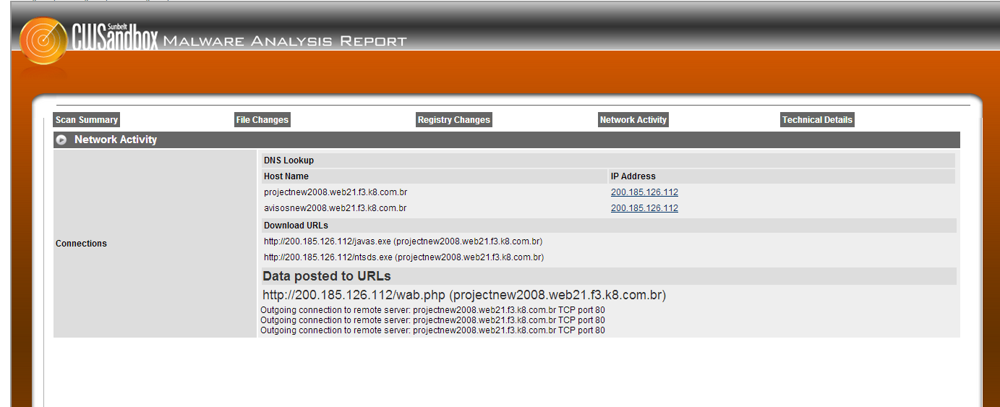 CWSandbox Sunbelt MALWARE ANALYSIS REPORT
Scan Summary File Changes Registry Changes Network Activity Technical Details
Network Activity
DNS Lookup
Host Name IP Address
projectnew2008.web21.f3.k8.com.br 200.185.126.112
avisosnew2008.web21.f3.k8.com.br 200.185.126.112
Download URLs
Connections
http://200.185.126.112/javas.exe (projectnew2008.web21.f3.k8.com.br)
http://200.185.126.112/ntsds.exe (projectnew2008.web21.f3.k8.com.br)
Data posted to URLs
http://200.185.126.112/wab.php (projectnew2008.web21.f3.k8.com.br)
Outgoing connection to remote server: projectnew2008.web21.f3.k8.com.br TCP port 80
Outgoing connection to remote server: projectnew2008.web21.f3.k8.com.br TCP port 80
Outgoing connection to remote server: projectnew2008.web21.f3.k8.com.br TCP port 80